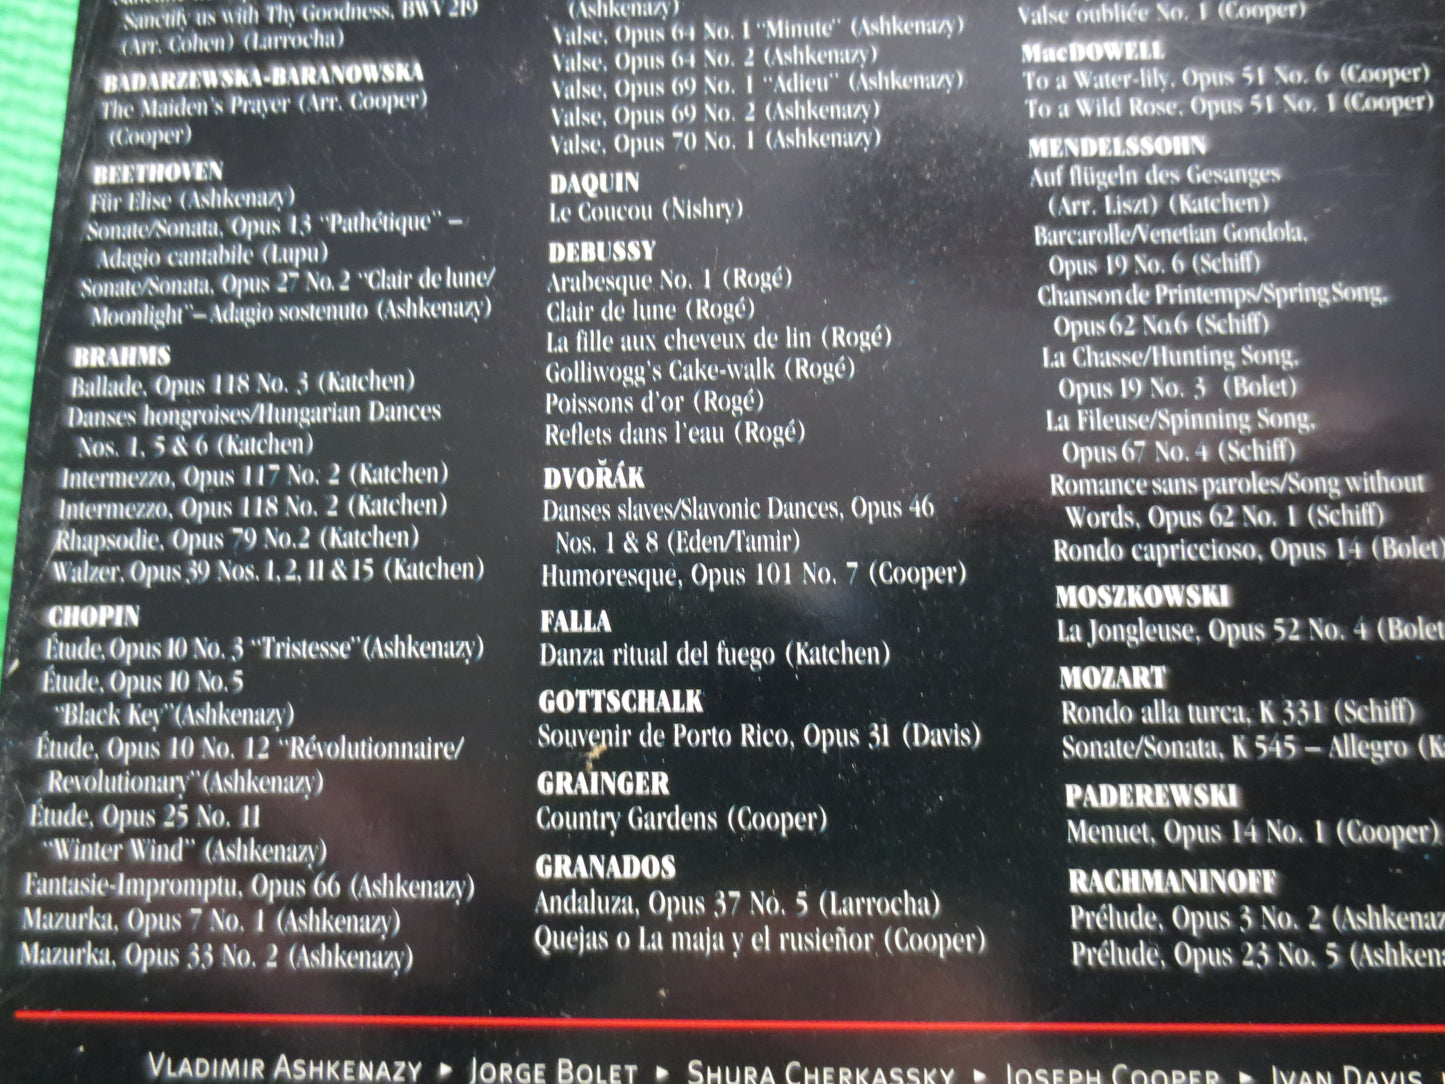 Sanctify us with Thy Goodness, BWV 219
(Arr. Cohen) (Larrocha)
BADARZEWSKA-BARANOWSKA
The Maiden's Prayer (Arr. Cooper)
(Cooper)
BEETHOVEN
Für Elise (Ashkenazy)
Sonate/Sonata, Opus 13 "Pathétique" –
Adagio cantabile (Lupu)
Sonate/Sonata, Opus 27 No. 2 "Clair de lune/
Moonlight" – Adagio sostenuto (Ashkenazy)
BRAHMS
Ballade, Opus 118 No. 3 (Katchen)
Danses hongroises/Hungarian Dances
Nos. 1, 5 & 6 (Katchen)
Intermezzo, Opus 117 No. 2 (Katchen)
Intermezzo, Opus 118 No. 2 (Katchen)
Rhapsodie, Opus 79 No.2 (Katchen)
Walzer, Opus 39 Nos. 1, 2, 11 & 15 (Katchen)
CHOPIN
Étude, Opus 10 No. 3 "Tristesse" (Ashkenazy)
Étude, Opus 10 No. 5
"Black Key" (Ashkenazy)
Étude, Opus 10 No. 12 "Révolutionnaire/
Revolutionary" (Ashkenazy)
Étude, Opus 25 No. 11
"Winter Wind" (Ashkenazy)
Fantasie-Impromptu, Opus 66 (Ashkenazy)
Mazurka, Opus 7 No. 1 (Ashkenazy)
Mazurka, Opus 33 No. 2 (Ashkenazy)
(Ashkenazy)
Valse, Opus 64 No. 1 "Minute" (Ashkenazy)
Valse, Opus 64 No. 2 (Ashkenazy)
Valse, Opus 69 No. 1 "Adieu" (Ashkenazy)
Valse, Opus 69 No. 2 (Ashkenazy)
Valse, Opus 70 No. 1 (Ashkenazy)
DAQUIN
Le Coucou (Nishry)
DEBUSSY
Arabesque No. 1 (Rogé)
Clair de lune (Rogé)
La fille aux cheveux de lin (Rogé)
Golliwogg's Cake-walk (Rogé)
Poissons d'or (Rogé)
Reflets dans l'eau (Rogé)
DVOŘÁK
Danses slaves/Slavonic Dances, Opus 46
Nos. 1 & 8 (Eden/Tamir)
Humoresque, Opus 101 No. 7 (Cooper)
FALLA
Danza ritual del fuego (Katchen)
GOTTSCHALK
Souvenir de Porto Rico, Opus 31 (Davis)
GRAINGER
Country Gardens (Cooper)
GRANADOS
Andaluza, Opus 37 No. 5 (Larrocha)
Quejas o La maja y el rusieñor (Cooper)
Valse oubliée No. 1 (Cooper)
MacDOWELL
To a Water-lily, Opus 51 No. 6 (Cooper)
To a Wild Rose, Opus 51 No. 1 (Cooper)
MENDELSSOHN
Auf flügeln des Gesanges
(Arr. Liszt) (Katchen)
Barcarolle/Venetian Gondola,
Opus 19 No. 6 (Schiff)
Chanson de Printemps/Spring Song,
Opus 62 No.6 (Schiff)
La Chasse/Hunting Song,
Opus 19 No. 3 (Bolet)
La Fileuse/Spinning Song,
Opus 67 No. 4 (Schiff)
Romance sans paroles/Song without
Words, Opus 62 No. 1 (Schiff)
Rondo capriccioso, Opus 14 (Bolet)
MOSZKOWSKI
La Jongleuse, Opus 52 No. 4 (Bolet
MOZART
Rondo alla turca, K 331 (Schiff)
Sonate/Sonata, K 545 – Allegro (K
PADEREWSKI
Menuet, Opus 14 No. 1 (Cooper)
RACHMANINOFF
Prélude, Opus 3 No. 2 (Ashkenaz
Prélude, Opus 23 No. 5 (Ashkena
VLADIMIR ASHKENAZY ▸ JORGE BOLET ▸ SHURA CHERKASSKY ▸ JOSEPH COOPER ▸ IVAN DAVIS